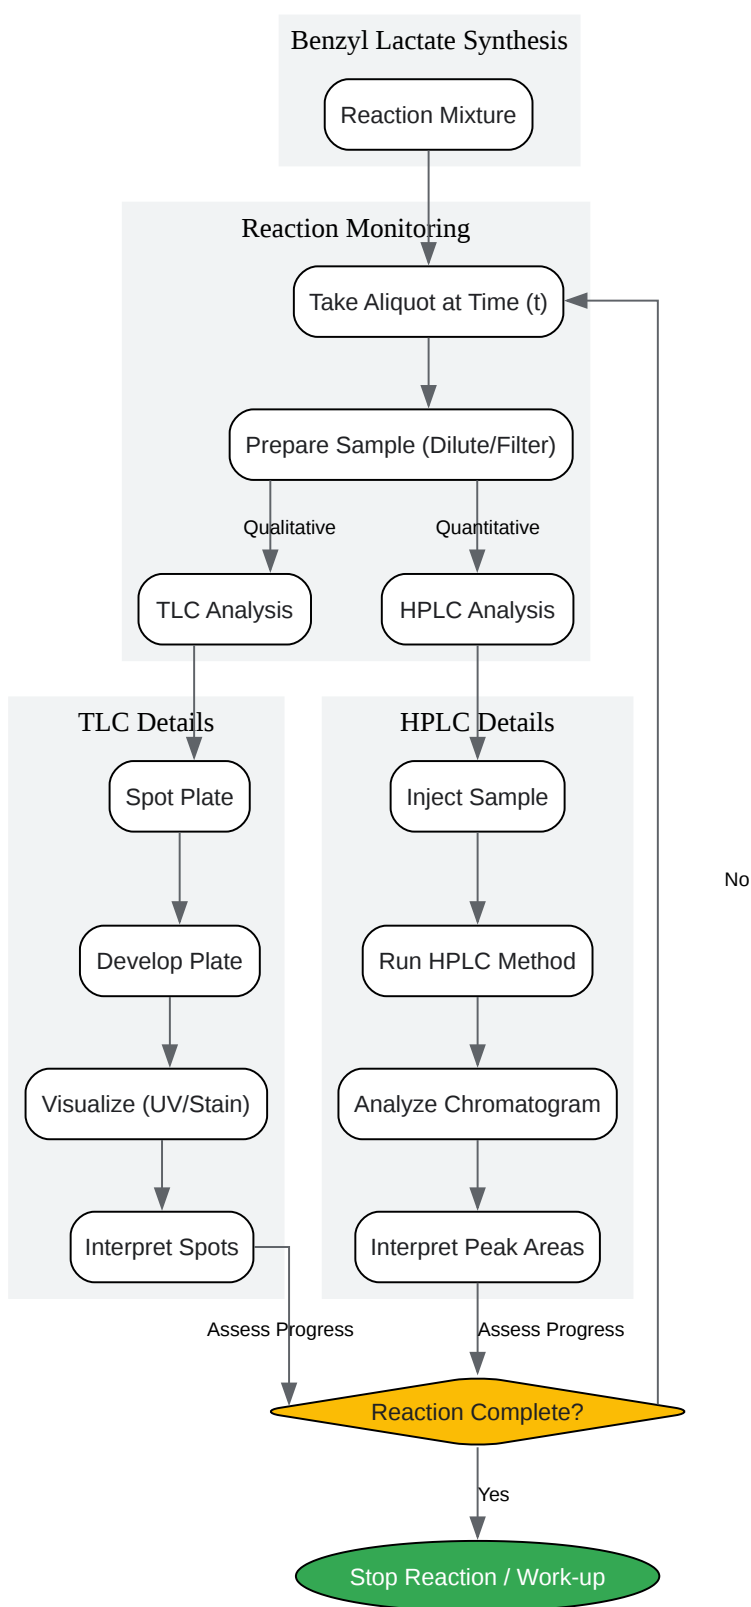 Benzyl Lactate Synthesis
Reaction Mixture
Reaction Monitoring
Take Aliquot at Time (t)
Prepare Sample (Dilute/Filter)
Qualitative
Quantitative
TLC Analysis
HPLC Analysis
TLC Details
HPLC Details
Spot Plate
Inject Sample
No
Develop Plate
Run HPLC Method
Visualize (UV/Stain)
Analyze Chromatogram
Interpret Spots
Interpret Peak Areas
Assess Progress
Assess Progress
Reaction Complete?
Yes
Stop Reaction / Work-up